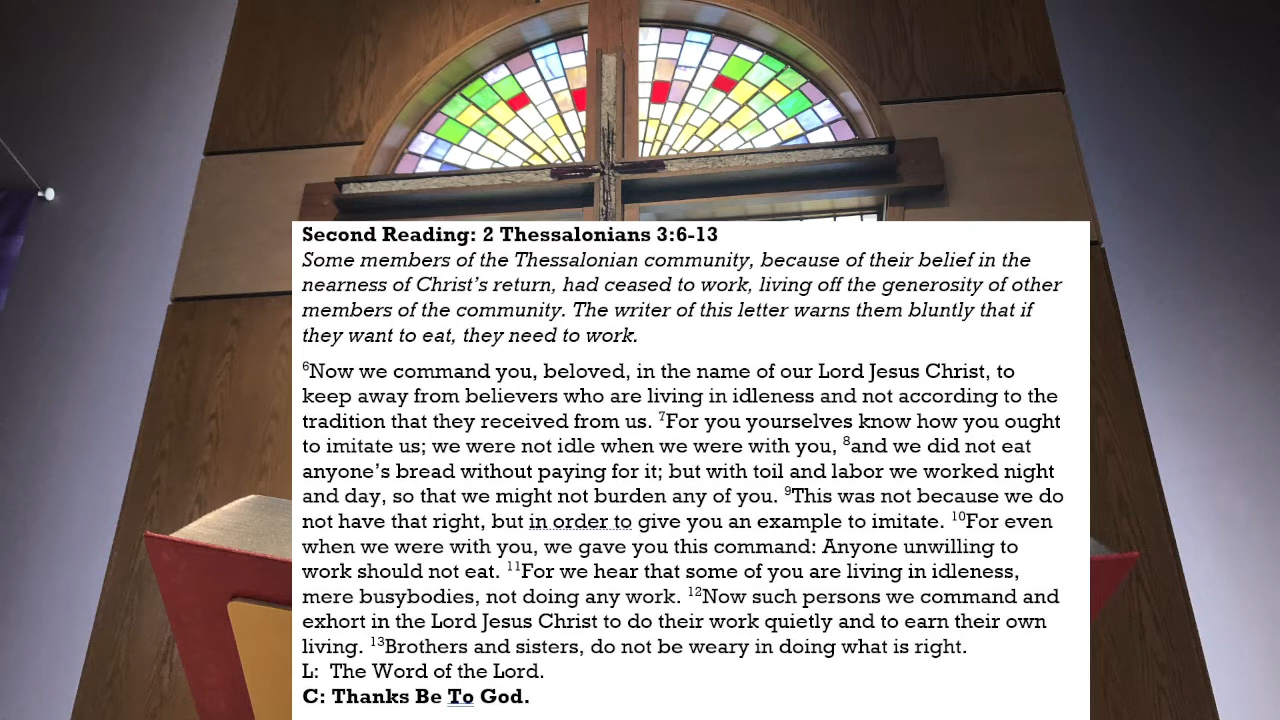 Second Reading: 2 Thessalonians 3:6-13
Some members of the Thessalonian community, because of their belief in the
nearness of Christ’s return, had ceased to work, living off the generosity of other
members of the community. The writer of this letter warns them bluntly that if
they want to eat, they need to work.
⁶Now we command you, beloved, in the name of our Lord Jesus Christ, to
keep away from believers who are living in idleness and not according to the
tradition that they received from us. ⁷For you yourselves know how you ought
to imitate us; we were not idle when we were with you, ⁸and we did not eat
anyone’s bread without paying for it; but with toil and labor we worked night
and day, so that we might not burden any of you. ⁹This was not because we do
not have that right, but in order to give you an example to imitate. ¹⁰For even
when we were with you, we gave you this command: Anyone unwilling to
work should not eat. ¹¹For we hear that some of you are living in idleness,
mere busybodies, not doing any work. ¹²Now such persons we command and
exhort in the Lord Jesus Christ to do their work quietly and to earn their own
living. ¹³Brothers and sisters, do not be weary in doing what is right.
L:  The Word of the Lord.
C: Thanks Be To God.